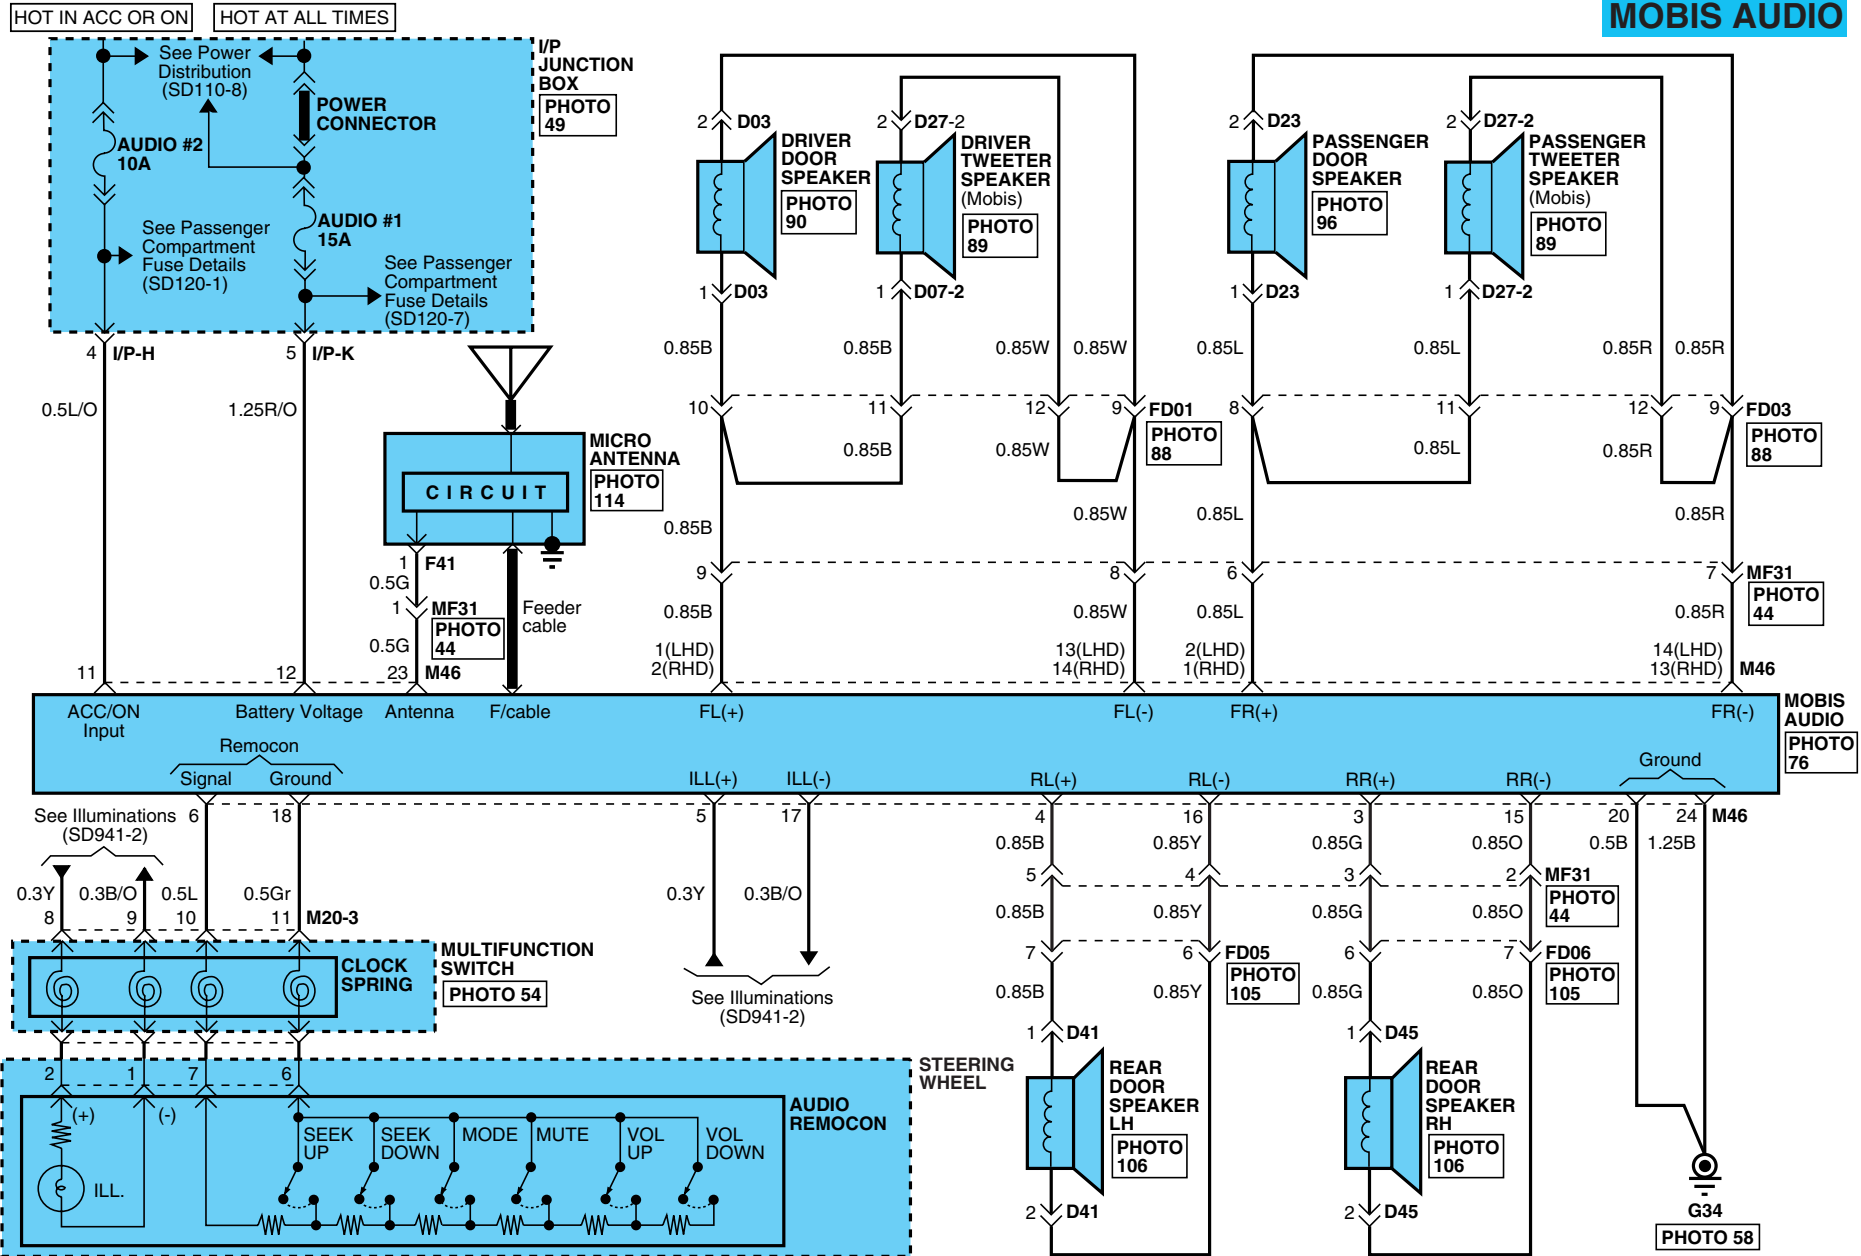 MOBIS AUDIO
HOT IN ACC OR ON
HOT AT ALL TIMES
See Power
Distribution
(SD110-8)
I/P
JUNCTION
BOX
PHOTO
49
POWER
CONNECTOR
AUDIO #2
10A
AUDIO #1
15A
See Passenger
Compartment
Fuse Details
(SD120-1)
See Passenger
Compartment
Fuse Details
(SD120-7)
4 I/P-H
5 I/P-K
0.5L/O
1.25R/O
MICRO
ANTENNA
PHOTO
114
CIRCUIT
1 F41
0.5G
1 MF31
PHOTO
44
0.5G
Feeder
cable
11
12
23 M46
2 D03
DRIVER
DOOR
SPEAKER
PHOTO
90
1 D03
2 D27-2
DRIVER
TWEETER
SPEAKER
(Mobis)
PHOTO
89
1 D07-2
2 D23
PASSENGER
DOOR
SPEAKER
PHOTO
96
1 D23
2 D27-2
PASSENGER
TWEETER
SPEAKER
(Mobis)
PHOTO
89
1 D27-2
0.85B 0.85B 0.85W 0.85W 0.85L 0.85L 0.85R 0.85R
10 11 12 9 FD01
PHOTO
88
8 11 12 9 FD03
PHOTO
88
0.85B 0.85W 0.85L 0.85R
0.85B 0.85W 0.85L 0.85R
9 8 6 7 MF31
PHOTO
44
0.85B 0.85W 0.85L 0.85R
1(LHD) 13(LHD) 2(LHD) 14(LHD)
2(RHD) 14(RHD) 1(RHD) 13(RHD) M46
ACC/ON
Input
Battery Voltage
Antenna
F/cable
FL(+)
FL(-)
FR(+)
FR(-)
MOBIS
AUDIO
PHOTO
76
Remocon
Signal Ground
ILL(+)
ILL(-)
RL(+)
RL(-)
RR(+)
RR(-)
Ground
6 18 5 17 4 16 3 15 20 24 M46
See Illuminations
(SD941-2)
0.3Y 0.3B/O 0.5L 0.5Gr
8 9 10 11 M20-3
MULTIFUNCTION
SWITCH
PHOTO 54
CLOCK
SPRING
0.3Y 0.3B/O
See Illuminations
(SD941-2)
0.85B 0.85Y 0.85G 0.85O 0.5B 1.25B
5 4 3 2 MF31
PHOTO
44
0.85B 0.85Y 0.85G 0.85O
7 6 FD05
PHOTO
105
6 7 FD06
PHOTO
105
0.85B 0.85Y 0.85G 0.85O
1 D41
REAR
DOOR
SPEAKER
LH
PHOTO
106
2 D41
1 D45
REAR
DOOR
SPEAKER
RH
PHOTO
106
2 D45
G34
PHOTO 58
2 1 7 6
STEERING
WHEEL
(+) (-)
AUDIO
REMOCON
SEEK
UP
SEEK
DOWN
MODE
MUTE
VOL
UP
VOL
DOWN
ILL.